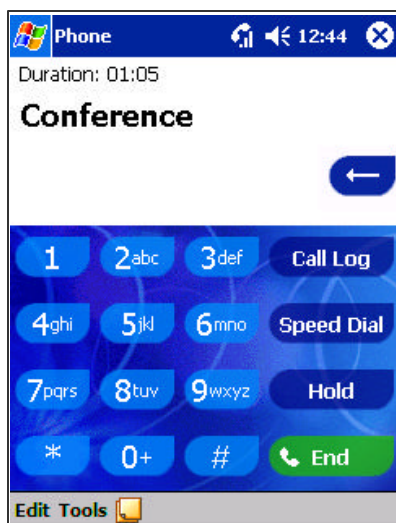 Phone 12:44
Duration: 01:05
Conference
1 2abc 3def Call Log
4ghi 5jkl 6mno Speed Dial
7pqrs 8tuv 9wxyz Hold
* 0+ # End
Edit Tools